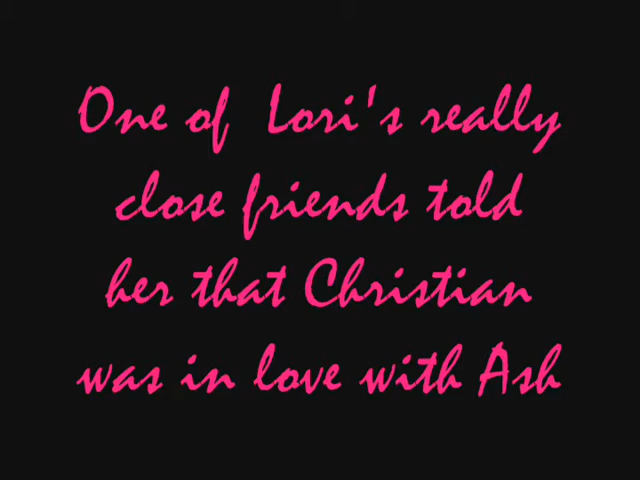 One of Lori's really
close friends told
her that Christian
was in love with Ash